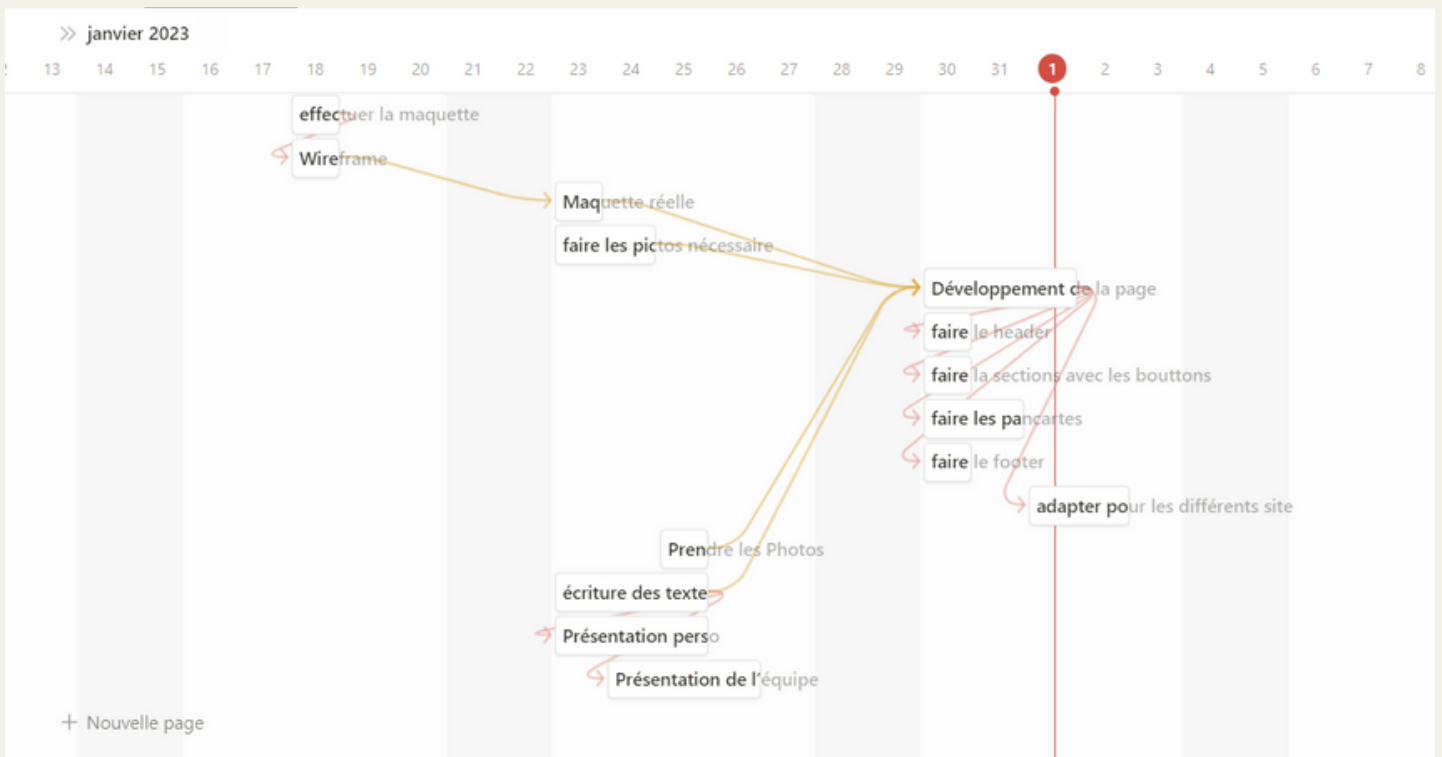 janvier 2023
13 14 15 16 17 18 19 20 21 22 23 24 25 26 27 28 29 30 31 1 2 3 4 5 6 7 8
effectuer la maquette
Wireframe
Maquette réelle
faire les pictos nécessaire
Développement de la page
faire le header
faire la sections avec les bouttons
faire les pancartes
faire le footer
adapter pour les différents site
Prendre les Photos
écriture des texte
Présentation perso
Présentation de l'équipe
Nouvelle page